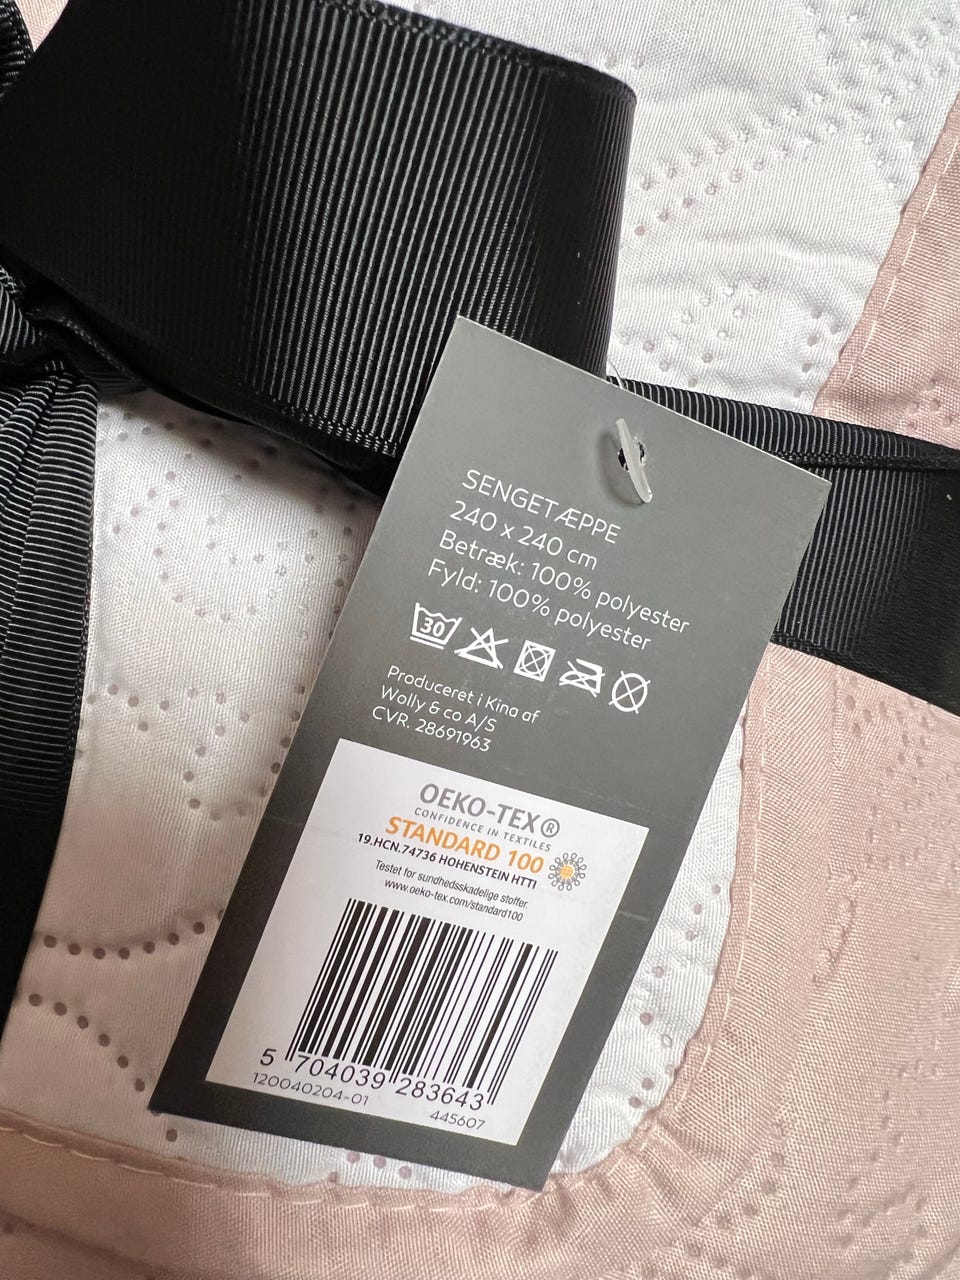 SENGETÆPPE
240 x 240 cm
Betræk: 100% polyester
Fyld: 100% polyester
30
Produceret i Kina af
Wolly & co A/S
CVR. 28691963
OEKO-TEX®
CONFIDENCE IN TEXTILES
STANDARD 100
19.HCN.74736 HOHENSTEIN HTTI
Testet for sundhedsskadelige stoffer.
www.oeko-tex.com/standard100
5 704039 283643
120040204-01
445607